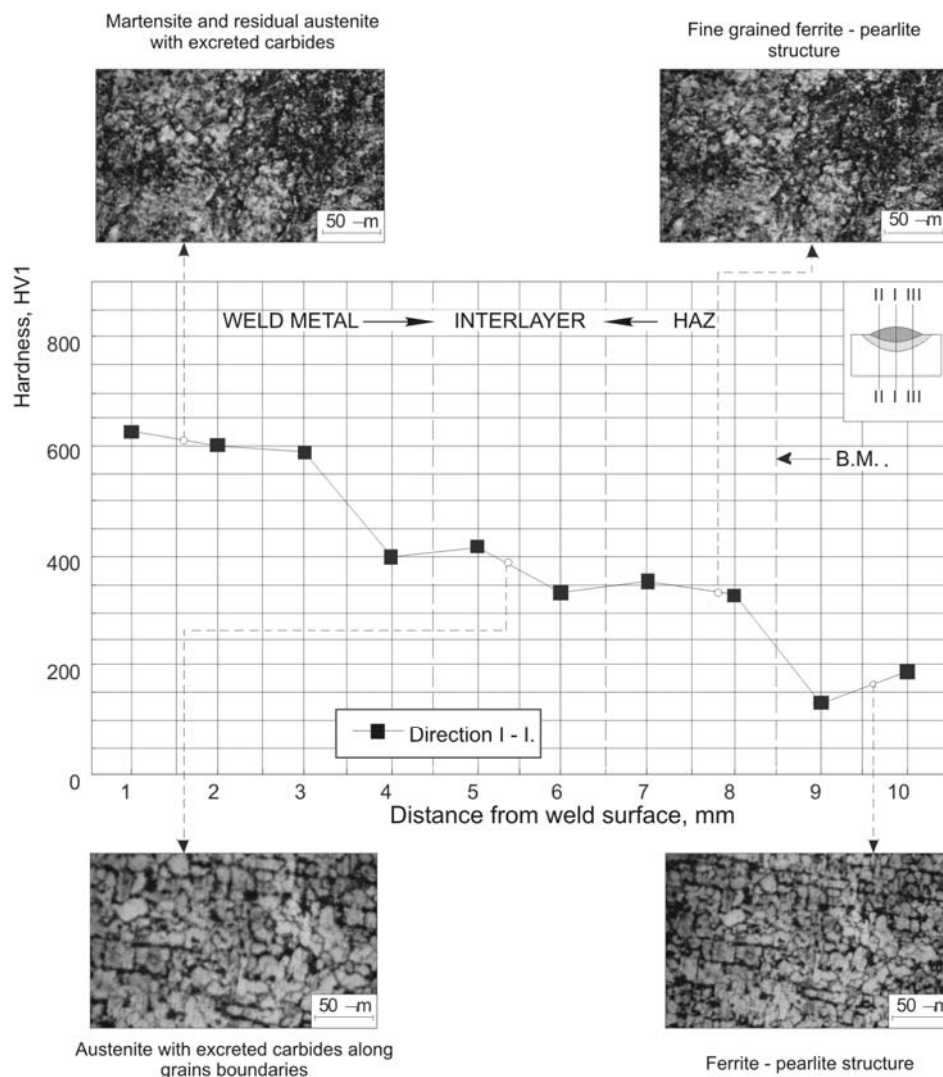 Martensite and residual austenite
with excreted carbides
Fine grained ferrite - pearlite
structure
50 –m
50 –m
Hardness, HV1
800
600
400
200
0
WELD METAL
INTERLAYER
HAZ
B.M. .
II I III
II I III
Direction I - I.
1 2 3 4 5 6 7 8 9 10
Distance from weld surface, mm
50 –m
50 –m
Austenite with excreted carbides along
grains boundaries
Ferrite - pearlite structure